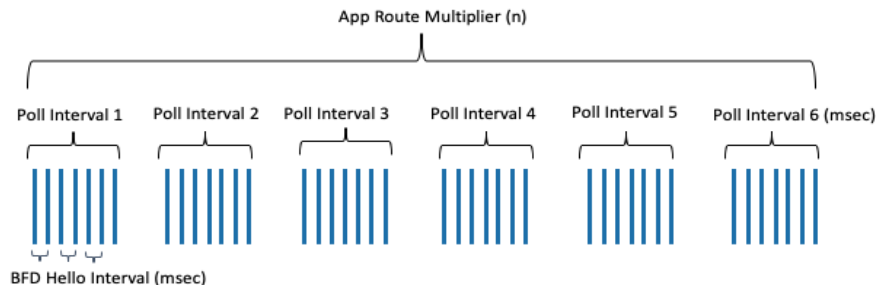 App Route Multiplier (n)
Poll Interval 1
Poll Interval 2
Poll Interval 3
Poll Interval 4
Poll Interval 5
Poll Interval 6 (msec)
BFD Hello Interval (msec)